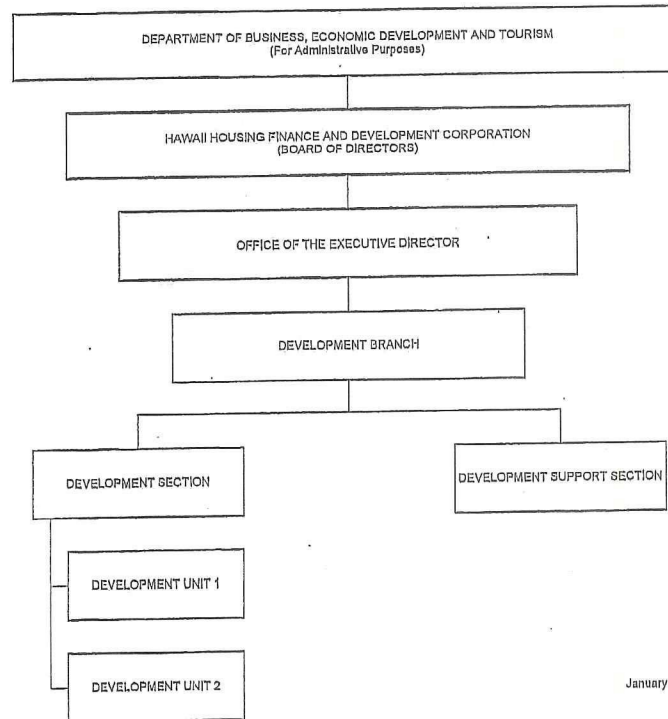 DEPARTMENT OF BUSINESS, ECONOMIC DEVELOPMENT AND TOURISM
(For Administrative Purposes)
HAWAII HOUSING FINANCE AND DEVELOPMENT CORPORATION
(BOARD OF DIRECTORS)
OFFICE OF THE EXECUTIVE DIRECTOR
DEVELOPMENT BRANCH
DEVELOPMENT SECTION
DEVELOPMENT SUPPORT SECTION
DEVELOPMENT UNIT 1
DEVELOPMENT UNIT 2
January